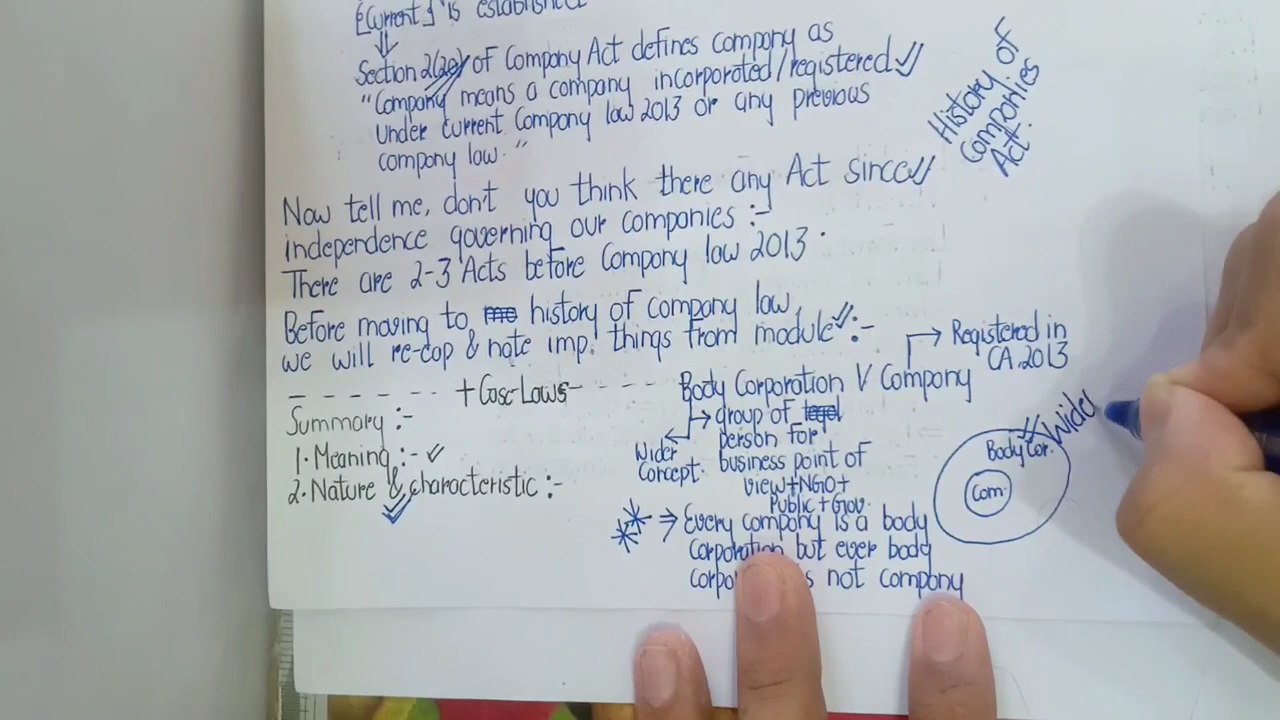 [Current] is established
Section 2(20) of Company Act defines company as
"Company means a company incorporated/registered
under current Company law 2013 or any previous
company law."
History of
Companies
Act.
Now tell me, don't you think there any Act since
independence governing our companies :-
There are 2-3 Acts before Company law 2013.
Before moving to history of company law,
we will re-cap & note imp. things from module :-
+ Case-Laws
Summary :-
1. Meaning :-
2. Nature & characteristic :-
Body Corporation V Company
Registered in
CA.2013
group of
person for
business point of
view+NGO+
Public+Gov.
Wider
Concept.
Body Cor.
Com.
Wider
⇒ Every company is a body
Corporation but ever body
not company